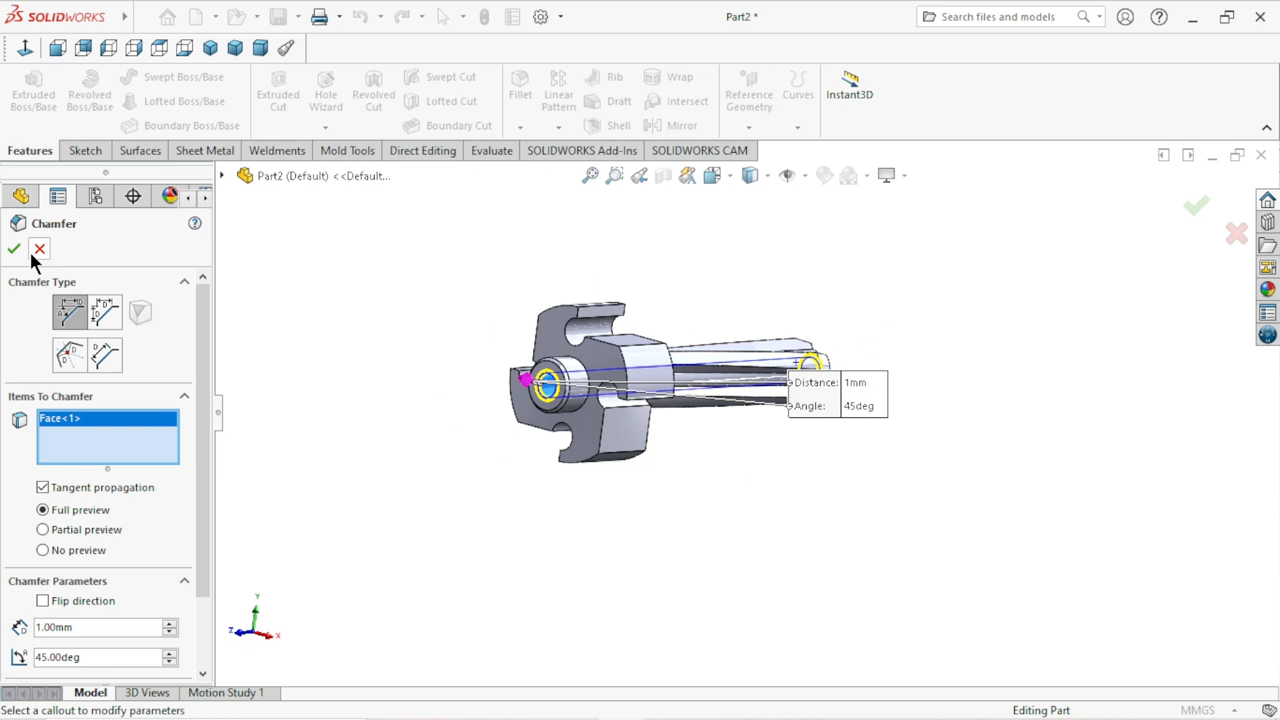 SOLIDWORKS
Part2 *
Search files and models
Extruded Boss/Base
Revolved Boss/Base
Swept Boss/Base
Lofted Boss/Base
Boundary Boss/Base
Extruded Cut
Hole Wizard
Revolved Cut
Swept Cut
Lofted Cut
Boundary Cut
Fillet
Linear Pattern
Rib
Draft
Shell
Wrap
Intersect
Mirror
Reference Geometry
Curves
Instant3D
Features
Sketch
Surfaces
Sheet Metal
Weldments
Mold Tools
Direct Editing
Evaluate
SOLIDWORKS Add-Ins
SOLIDWORKS CAM
Part2 (Default) <<Default...
Chamfer
Chamfer Type
Items To Chamfer
Face<1>
Tangent propagation
Full preview
Partial preview
No preview
Chamfer Parameters
Flip direction
1.00mm
45.00deg
Distance: 1mm
Angle: 45deg
Y
Z
X
Model
3D Views
Motion Study 1
Select a callout to modify parameters
Editing Part
MMGS